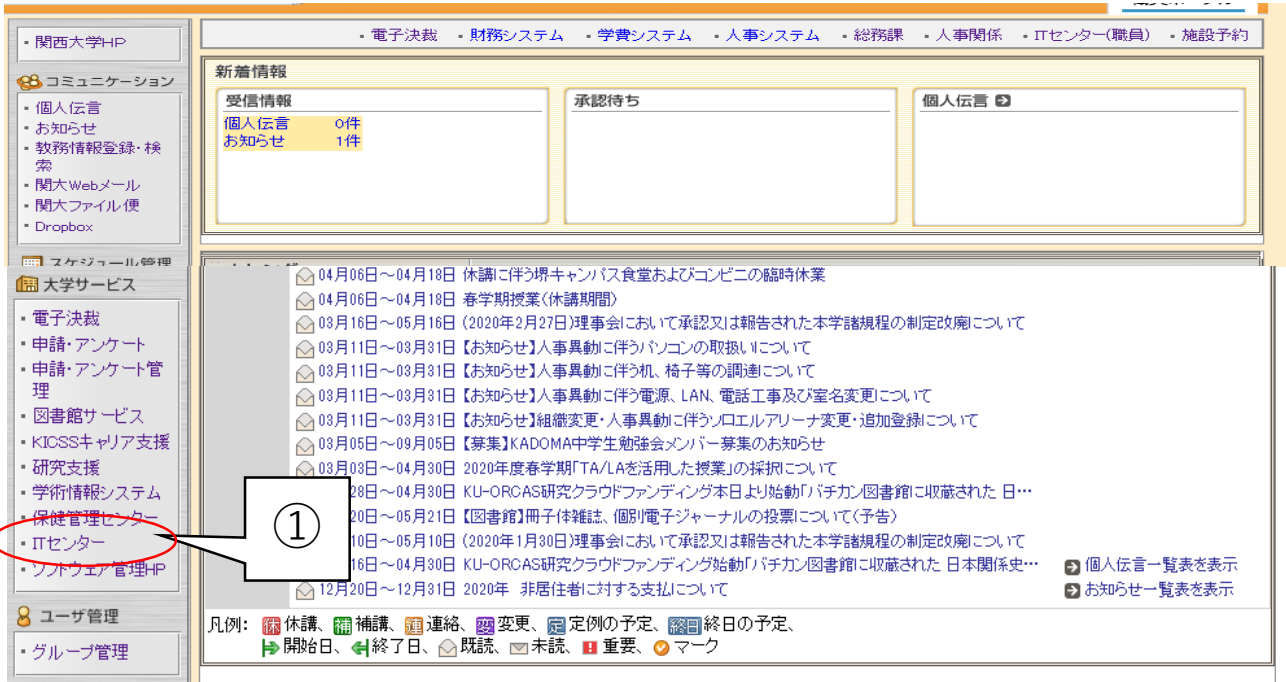 ・関西大学HP
・電子決裁 ・財務システム ・学費システム ・人事システム ・総務課 ・人事関係 ・ITセンター(職員) ・施設予約
コミュニケーション
・個人伝言
・お知らせ
・教務情報登録・検
索
・関大Webメール
・関大ファイル便
・Dropbox
新着情報
受信情報
個人伝言 0件
お知らせ 1件
承認待ち
個人伝言
スケジュール管理
大学サービス
・電子決裁
・申請・アンケート
・申請・アンケート管
理
・図書館サービス
・KICSSキャリア支援
・研究支援
・学術情報システム
・保健管理センター
・ITセンター
・ソフトウェア管理HP
ユーザ管理
・グループ管理
①
04月06日～04月18日 休講に伴う堺キャンパス食堂およびコンビニの臨時休業
04月06日～04月18日 春学期授業(休講期間)
03月16日～05月16日 (2020年2月27日)理事会において承認又は報告された本学諸規程の制定改廃について
03月11日～03月31日【お知らせ】人事異動に伴うパソコンの取扱いについて
03月11日～03月31日【お知らせ】人事異動に伴う机、椅子等の調達について
03月11日～03月31日【お知らせ】人事異動に伴う電源、LAN、電話工事及び室名変更について
03月11日～03月31日【お知らせ】組織変更・人事異動に伴うソロエルアリーナ変更・追加登録について
03月05日～09月05日【募集】KADOMA中学生勉強会メンバー募集のお知らせ
03月03日～04月30日 2020年度春学期「TA/LAを活用した授業」の採択について
28日～04月30日 KU-ORCAS研究クラウドファンディング本日より始動「バチカン図書館に収蔵された 日…
20日～05月21日【図書館】冊子体雑誌、個別電子ジャーナルの投票について(予告)
10日～05月10日 (2020年1月30日)理事会において承認又は報告された本学諸規程の制定改廃について
16日～04月30日 KU-ORCAS研究クラウドファンディング始動「バチカン図書館に収蔵された 日本関係史…
12月20日～12月31日 2020年 非居住者に対する支払について
個人伝言一覧表を表示
お知らせ一覧表を表示
凡例: 休 休講、補 補講、連 連絡、変 変更、定 定例の予定、終日 終日の予定、
開始日、終了日、既読、未読、重要、マーク